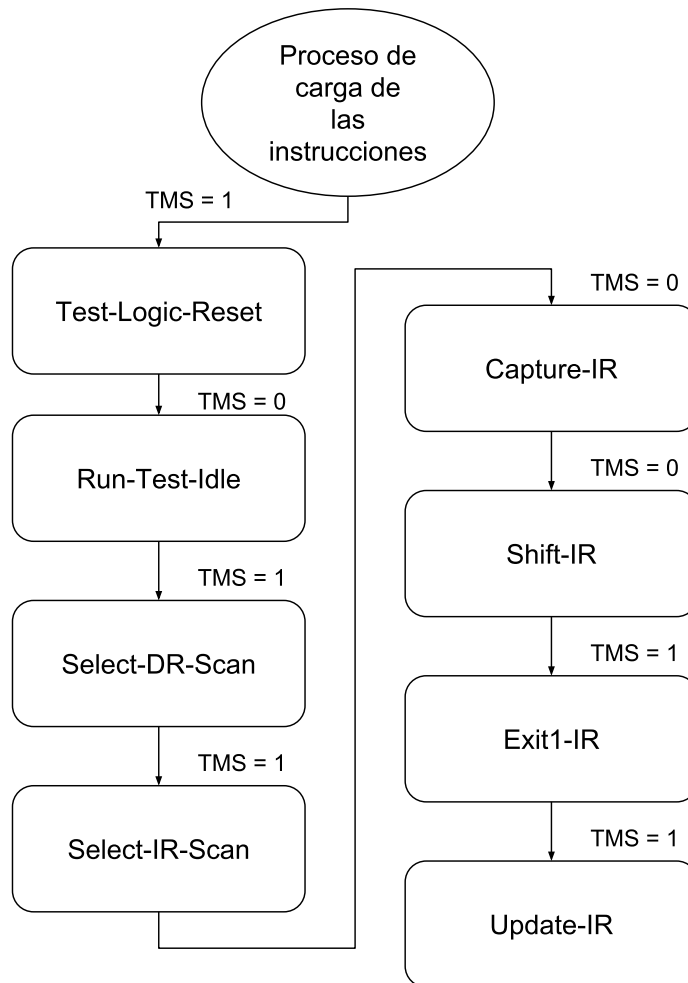 Proceso de
carga de
las
instrucciones
TMS = 1
Test-Logic-Reset
TMS = 0
Run-Test-Idle
TMS = 1
Select-DR-Scan
TMS = 1
Select-IR-Scan
TMS = 0
Capture-IR
TMS = 0
Shift-IR
TMS = 1
Exit1-IR
TMS = 1
Update-IR